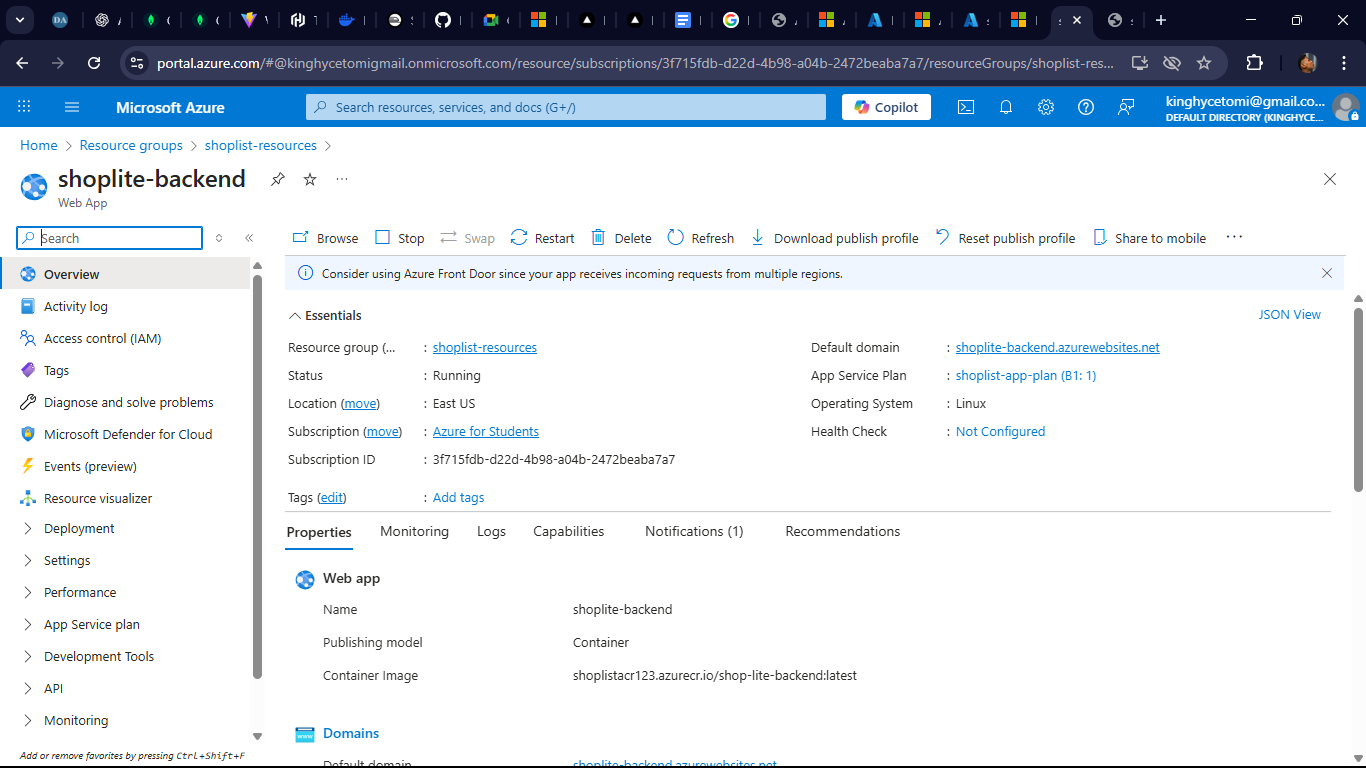 portal.azure.com/#@kinghycetomigmail.onmicrosoft.com/resource/subscriptions/3f715fdb-d22d-4b98-a04b-2472beaba7a7/resourceGroups/shoplist-res...
Microsoft Azure
Search resources, services, and docs (G+/)
Copilot
kinghycetomi@gmail.co...
DEFAULT DIRECTORY (KINGHYCE...
Home > Resource groups > shoplist-resources >
shoplite-backend
Web App
Search
Browse
Stop
Swap
Restart
Delete
Refresh
Download publish profile
Reset publish profile
Share to mobile
Overview
Activity log
Access control (IAM)
Tags
Diagnose and solve problems
Microsoft Defender for Cloud
Events (preview)
Resource visualizer
Deployment
Settings
Performance
App Service plan
Development Tools
API
Monitoring
Add or remove favorites by pressing Ctrl+Shift+F
Consider using Azure Front Door since your app receives incoming requests from multiple regions.
Essentials
JSON View
Resource group (... : shoplist-resources
Status : Running
Location (move) : East US
Subscription (move) : Azure for Students
Subscription ID : 3f715fdb-d22d-4b98-a04b-2472beaba7a7
Default domain : shoplite-backend.azurewebsites.net
App Service Plan : shoplist-app-plan (B1: 1)
Operating System : Linux
Health Check : Not Configured
Tags (edit) : Add tags
Properties
Monitoring
Logs
Capabilities
Notifications (1)
Recommendations
Web app
Name shoplite-backend
Publishing model Container
Container Image shoplistacr123.azurecr.io/shop-lite-backend:latest
Domains
Default domain shoplite-backend.azurewebsites.net